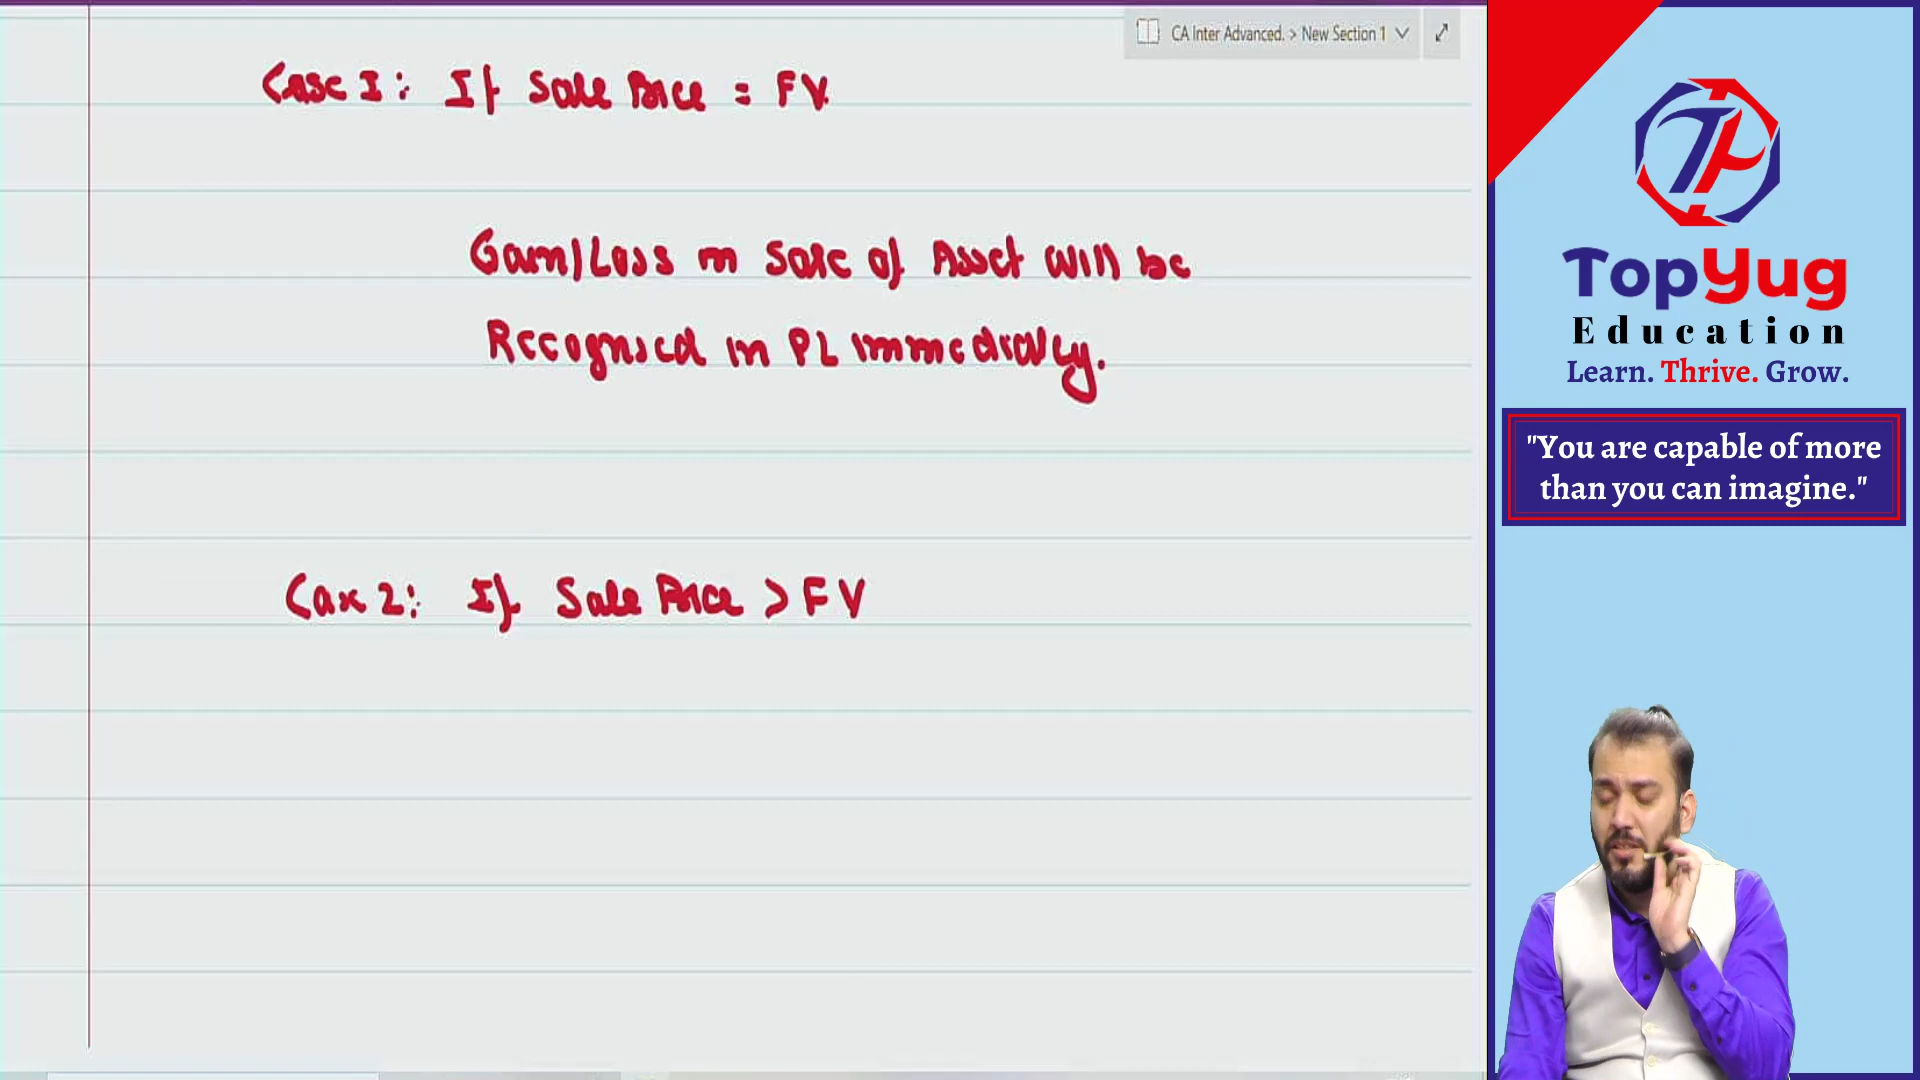 CA Inter Advanced. > New Section 1
Case I: If Sale Price = FV.
Gain/Loss on Sale of Asset will be
Recognised in PL immediately.
Case 2: If Sale Price > FV
TopYug
Education
Learn. Thrive. Grow.
"You are capable of more
than you can imagine."